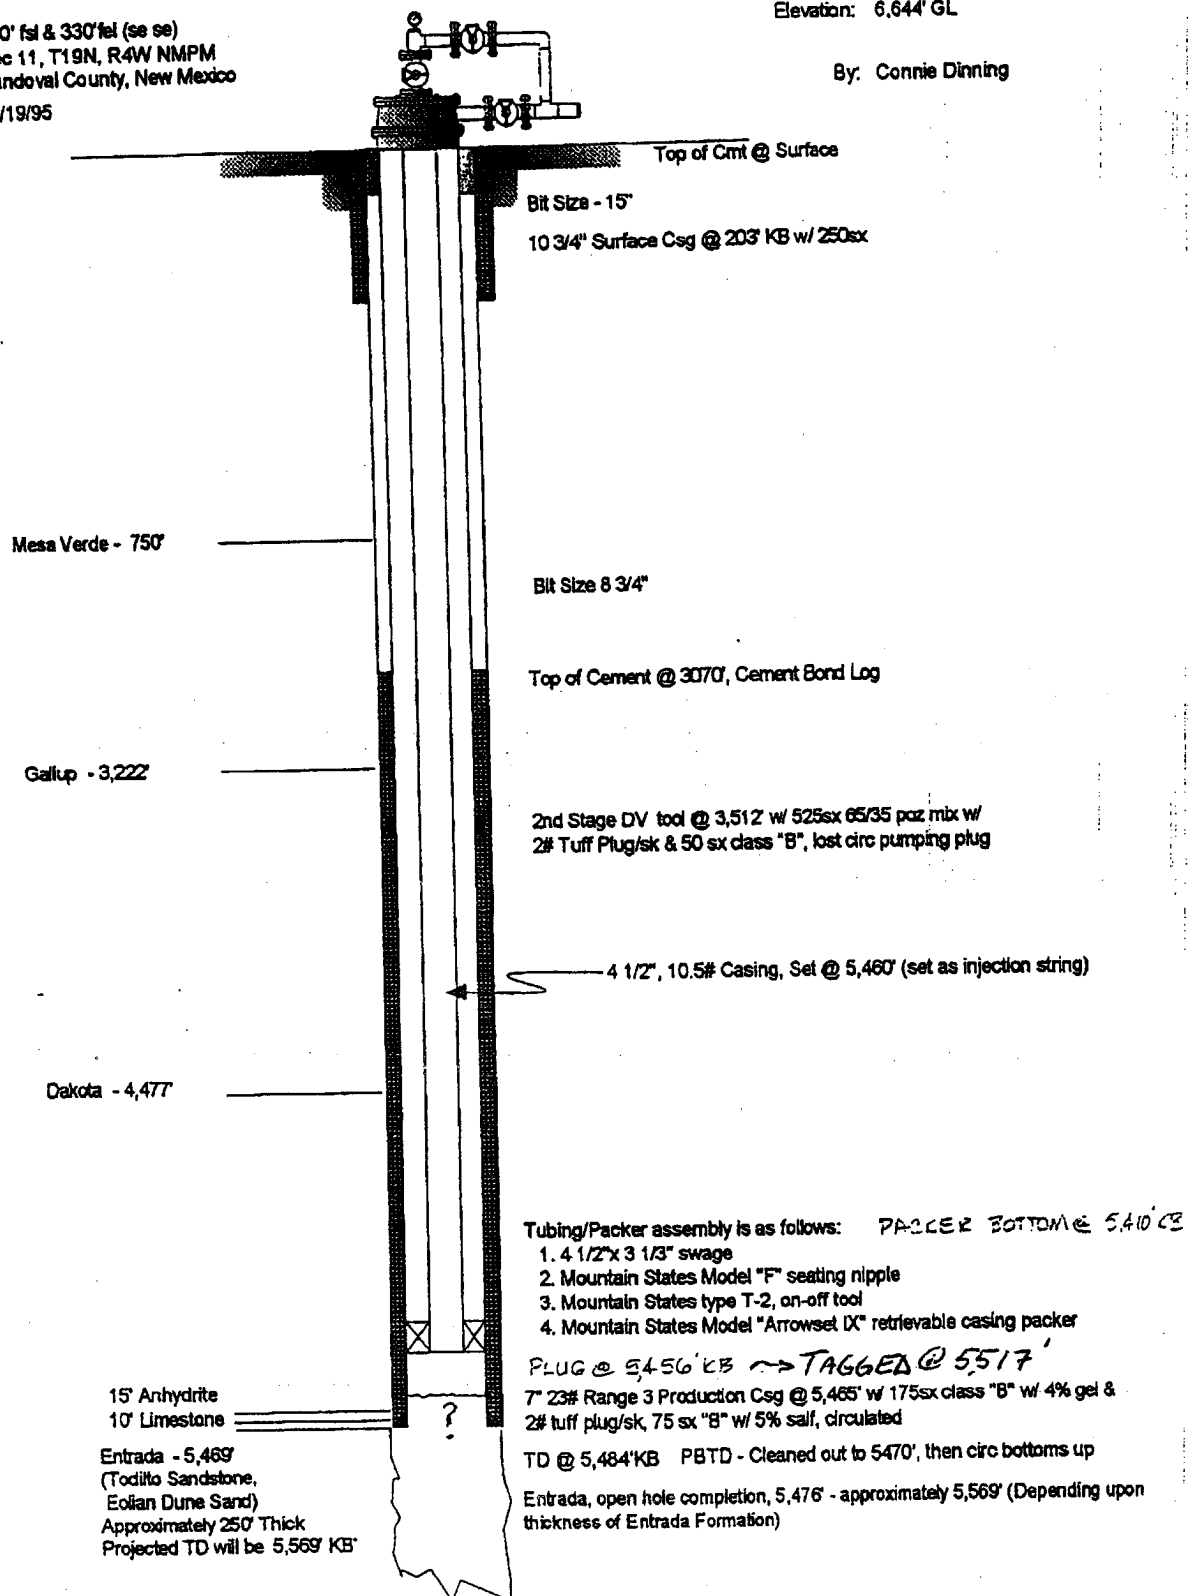 0' fsl & 330'fel (se se)
c 11, T19N, R4W NMPM
ndoval County, New Mexico
/19/95
Elevation: 6,644' GL
By: Connie Dinning
Top of Cmt @ Surface
Bit Size - 15"
10 3/4" Surface Csg @ 203' KB w/ 250sx
Mesa Verde - 750'
Bit Size 8 3/4"
Top of Cement @ 3070', Cement Bond Log
Gallup - 3,222'
2nd Stage DV tool @ 3,512' w/ 525sx 65/35 poz mix w/
2# Tuff Plug/sk & 50 sx class "B", lost circ pumping plug
4 1/2", 10.5# Casing, Set @ 5,460' (set as injection string)
Dakota - 4,477'
Tubing/Packer assembly is as follows: PACKER BOTTOM @ 5,410' KB
1. 4 1/2"x 3 1/3" swage
2. Mountain States Model "F" seating nipple
3. Mountain States type T-2, on-off tool
4. Mountain States Model "Arrowset IX" retrievable casing packer
PLUG @ 5,456' KB ~> TAGGED @ 5,517'
7" 23# Range 3 Production Csg @ 5,465' w/ 175sx class "B" w/ 4% gel &
2# tuff plug/sk, 75 sx "B" w/ 5% salf, circulated
15' Anhydrite
10' Limestone
?
TD @ 5,484'KB PBTD - Cleaned out to 5470', then circ bottoms up
Entrada - 5,469'
(Todilto Sandstone,
Eolian Dune Sand)
Approximately 250' Thick
Projected TD will be 5,569' KB'
Entrada, open hole completion, 5,476' - approximately 5,569' (Depending upon
thickness of Entrada Formation)